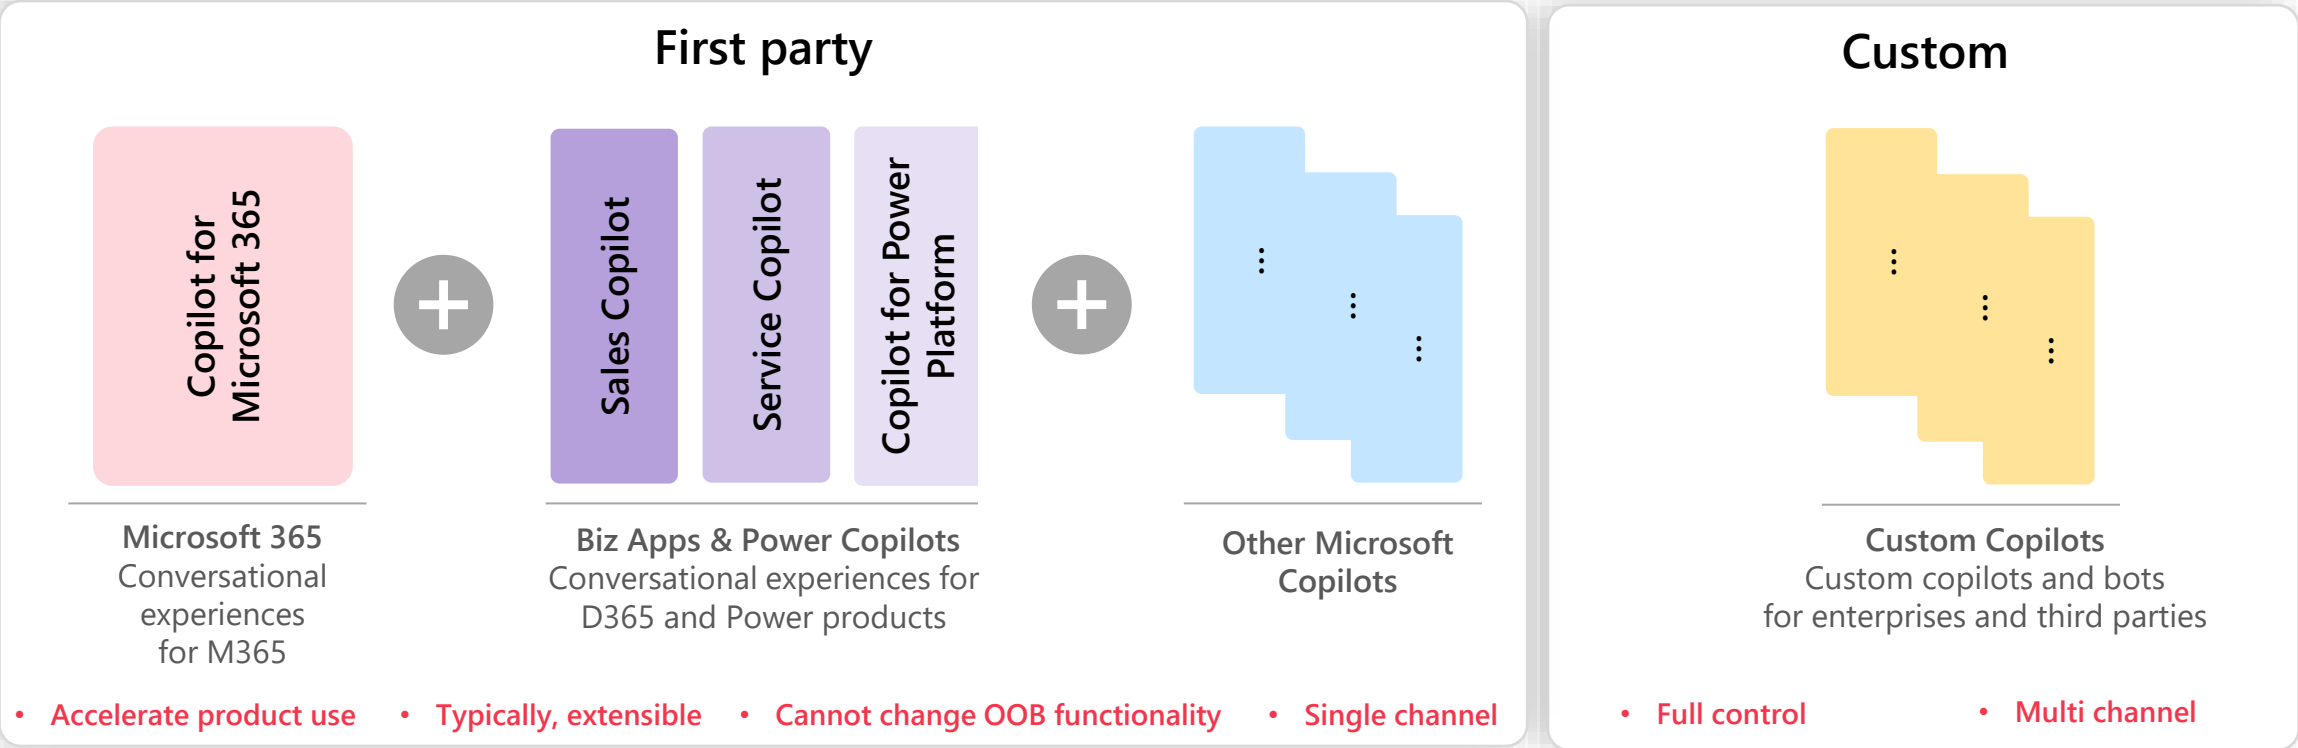 First party
Copilot for
Microsoft 365
Sales Copilot
Service Copilot
Copilot for Power
Platform
Microsoft 365
Conversational
experiences
for M365
Biz Apps & Power Copilots
Conversational experiences for
D365 and Power products
Other Microsoft
Copilots
• Accelerate product use
• Typically, extensible
• Cannot change OOB functionality
• Single channel
Custom
Custom Copilots
Custom copilots and bots
for enterprises and third parties
• Full control
• Multi channel